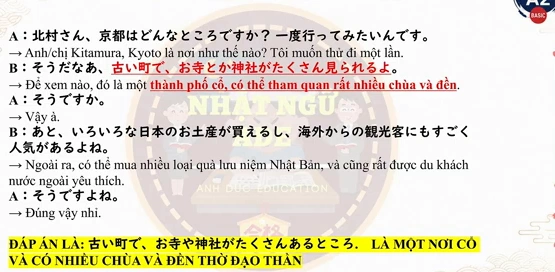 A2
BASIC
A：北村さん、京都はどんなところですか？ 一度行ってみたいんです。
→ Anh/chị Kitamura, Kyoto là nơi như thế nào? Tôi muốn thử đi một lần.
B：そうだなあ、古い町で、お寺とか神社がたくさん見られるよ。
→ Để xem nào, đó là một thành phố cổ, có thể tham quan rất nhiều chùa và đền.
A：そうですか。
→ Vậy à.
B：あと、いろいろな日本のお土産が買えるし、海外からの観光客にもすごく
人気があるよね。
→ Ngoài ra, có thể mua nhiều loại quà lưu niệm Nhật Bản, và cũng rất được du khách
nước ngoài yêu thích.
A：そうですよね。
→ Đúng vậy nhỉ.
NHẬT NGỮ
ANH DUC EDUCATION
合格
ĐÁP ÁN LÀ: 古い町で、お寺や神社がたくさんあるところ. LÀ MỘT NƠI CỔ
VÀ CÓ NHIỀU CHÙA VÀ ĐỀN THỜ ĐẠO THẦN